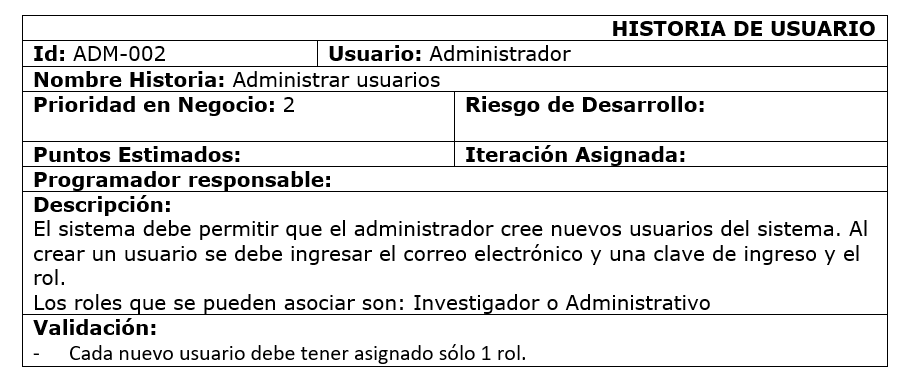 HISTORIA DE USUARIO
Id: ADM-002 Usuario: Administrador
Nombre Historia: Administrar usuarios
Prioridad en Negocio: 2 Riesgo de Desarrollo:
Puntos Estimados: Iteración Asignada:
Programador responsable:
Descripción:
El sistema debe permitir que el administrador cree nuevos usuarios del sistema. Al
crear un usuario se debe ingresar el correo electrónico y una clave de ingreso y el
rol.
Los roles que se pueden asociar son: Investigador o Administrativo
Validación:
- Cada nuevo usuario debe tener asignado sólo 1 rol.